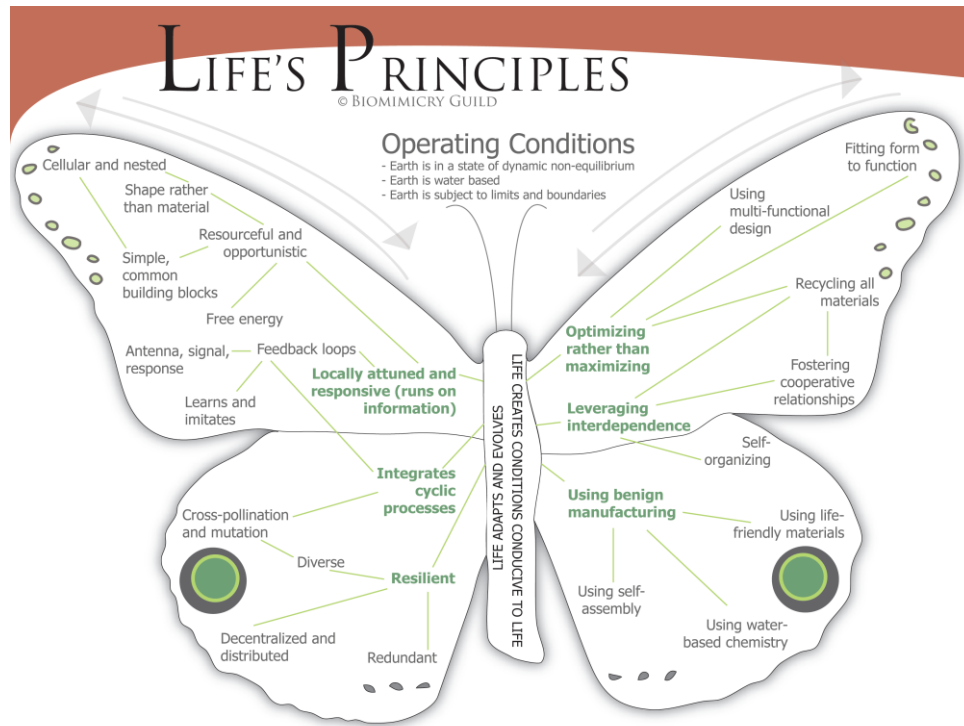 LIFE'S PRINCIPLES
© BIOMIMICRY GUILD
Operating Conditions
- Earth is in a state of dynamic non-equilibrium
- Earth is water based
- Earth is subject to limits and boundaries
Cellular and nested
Shape rather
than material
Resourceful and
opportunistic
Simple,
common
building blocks
Free energy
Antenna, signal,
response
Feedback loops
Locally attuned and
responsive (runs on
information)
Learns and
imitates
Integrates
cyclic
processes
Cross-pollination
and mutation
Diverse
Resilient
Decentralized and
distributed
Redundant
LIFE ADAPTS AND EVOLVES
LIFE CREATES CONDITIONS CONDUCIVE TO LIFE
Fitting form
to function
Using
multi-functional
design
Recycling all
materials
Optimizing
rather than
maximizing
Fostering
cooperative
relationships
Leveraging
interdependence
Self-
organizing
Using benign
manufacturing
Using life-
friendly materials
Using self-
assembly
Using water-
based chemistry